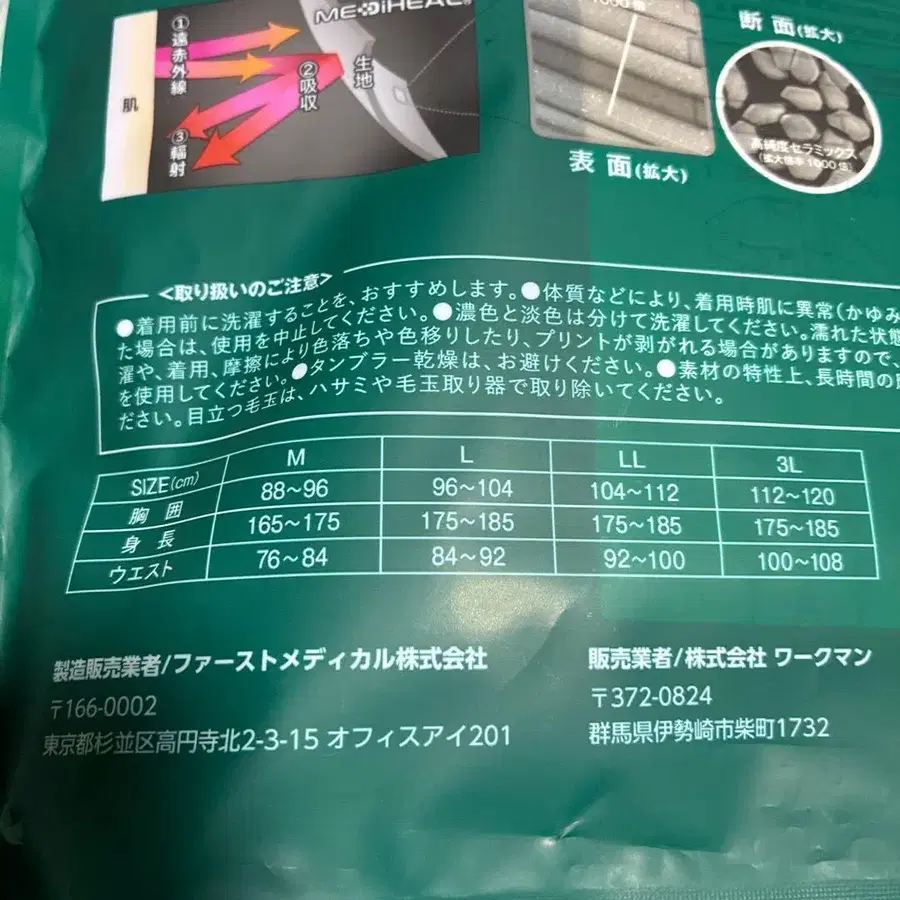 MEDiHEAL®
①遠赤外線
②吸収
③輻射
肌
生地
1000倍
表面(拡大)
断面(拡大)
高純度セラミックス
(拡大倍率1000倍)
<取り扱いのご注意>
●着用前に洗濯することを、おすすめします。●体質などにより、着用時肌に異常(かゆみ
た場合は、使用を中止してください。●濃色と淡色は分けて洗濯してください。濡れた状態
濯や、着用、摩擦により色落ちや色移りしたり、プリントが剥がれる場合がありますので、
を使用してください。●タンブラー乾燥は、お避けください。●素材の特性上、長時間の
ださい。目立つ毛玉は、ハサミや毛玉取り器で取り除いてください。
SIZE(cm) M L LL 3L
胸囲 88～96 96～104 104～112 112～120
身長 165～175 175～185 175～185 175～185
ウエスト 76～84 84～92 92～100 100～108
製造販売業者/ファーストメディカル株式会社
〒166-0002
東京都杉並区高円寺北2-3-15 オフィスアイ201
販売業者/株式会社 ワークマン
〒372-0824
群馬県伊勢崎市柴町1732